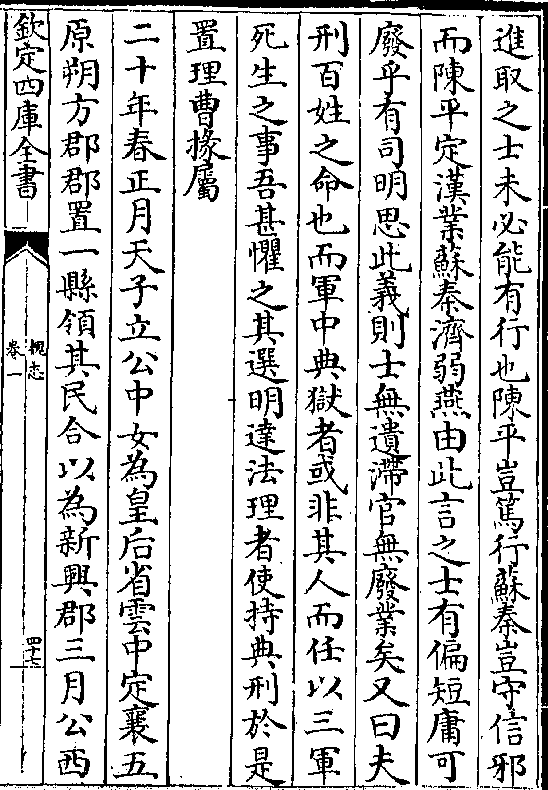 進取之士未必能有行也陳平豈篤行蘇秦豈守信邪
而陳平定漢業蘇秦濟弱燕由此言之士有偏短庸可
廢乎有司明思此義則士無遺滯官無廢業矣又曰夫
刑百姓之命也而軍中典獄者或非其人而任以三軍
死生之事吾甚懼之其選明達法理者使持典刑於是
置理曹掾屬
二十年春正月天子立公中女為皇后省雲中定襄五
原朔方郡郡置一縣領其民合以為新興郡三月公西
欽定四庫全書
魏志
卷一
四十七